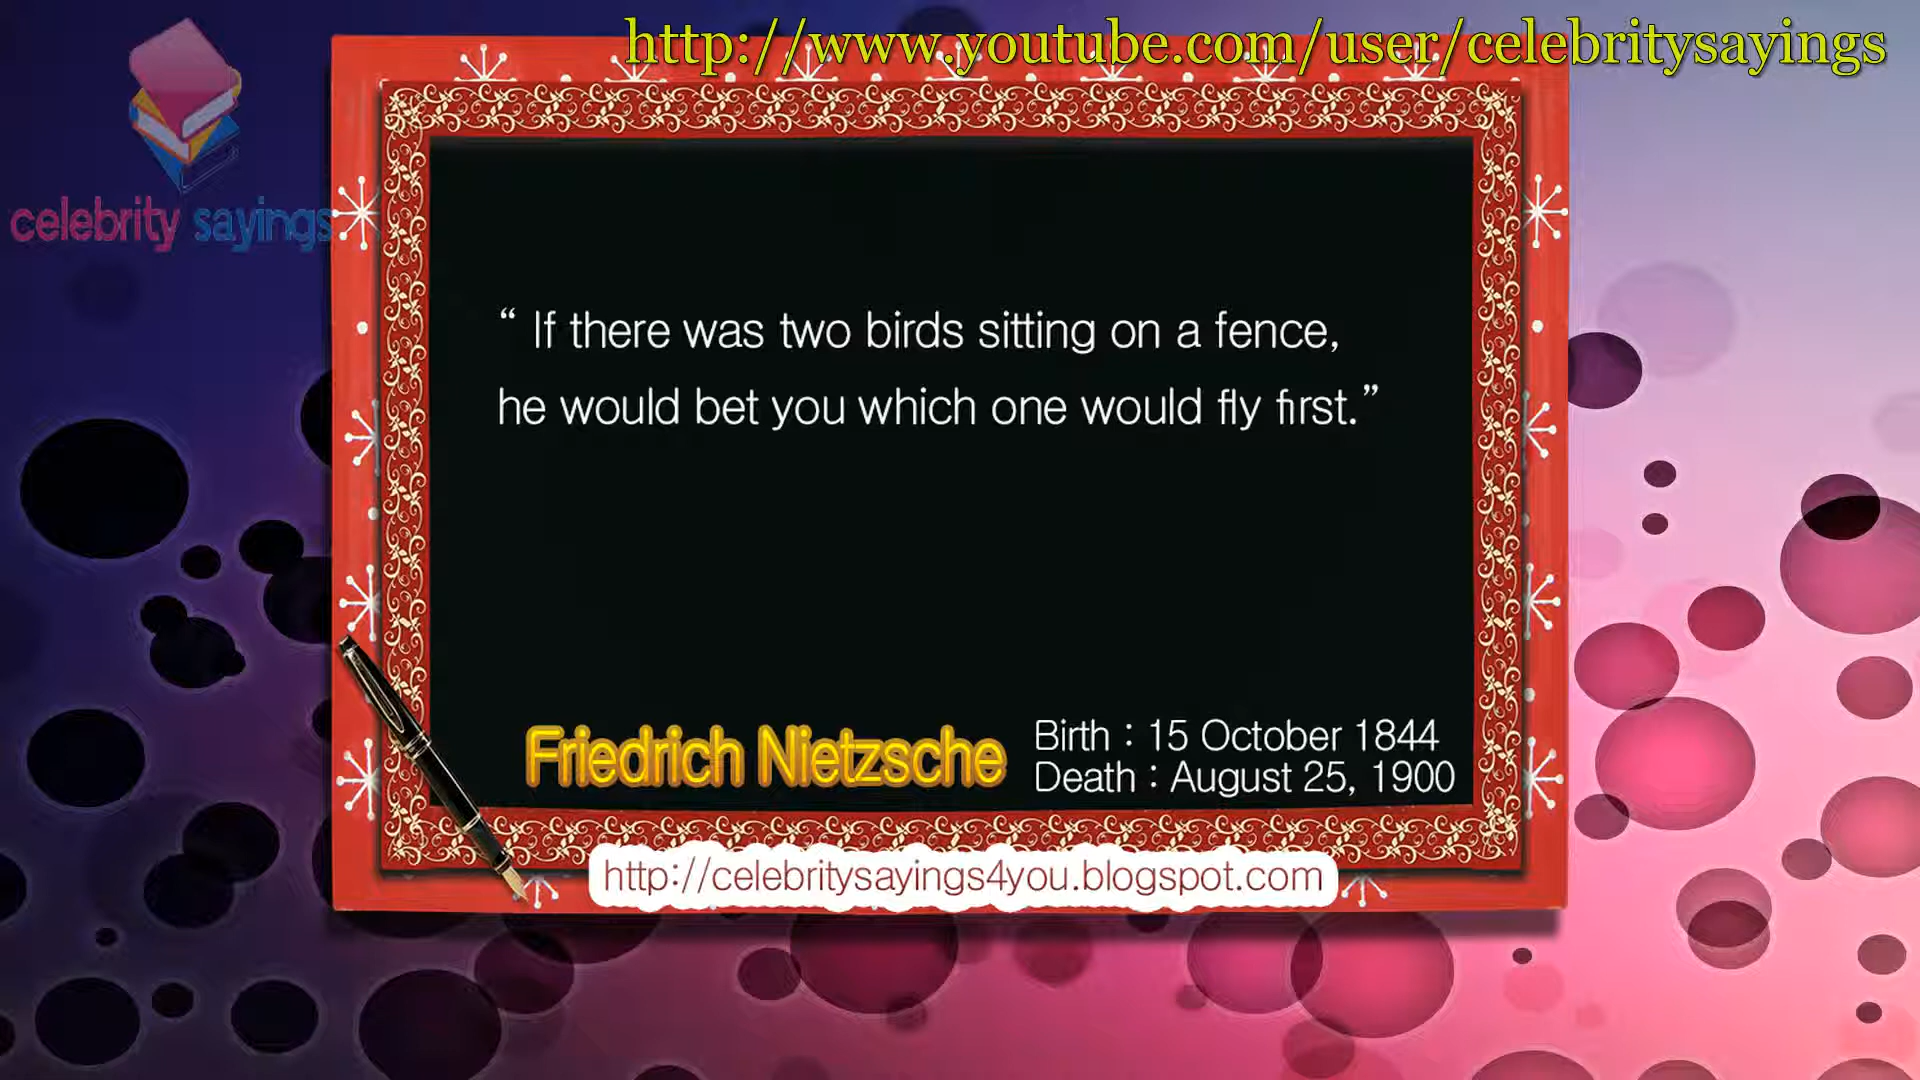 http://www.youtube.com/user/celebritysayings
celebrity sayings
“ If there was two birds sitting on a fence,
he would bet you which one would fly first.”
Friedrich Nietzsche
Birth : 15 October 1844
Death : August 25, 1900
http://celebritysayings4you.blogspot.com